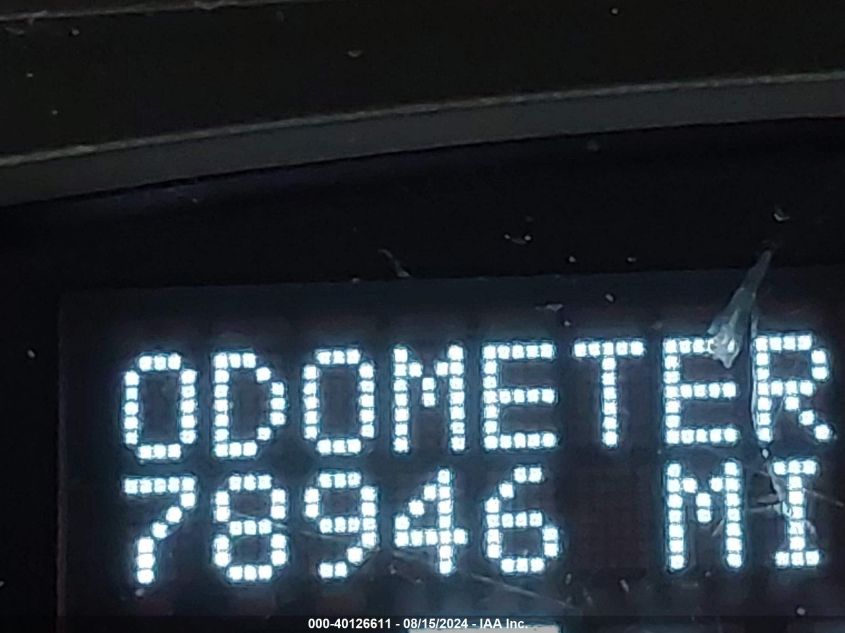 ODOMETER
78946 MI
000-40126611 - 08/15/2024 - IAA Inc.